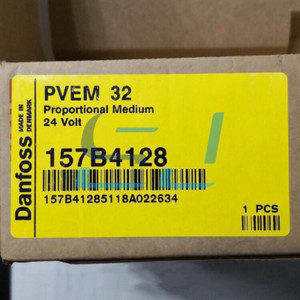 PVEM 32
Proportional Medium
24 Volt
157B4128
157B41285118A022634
1 PCS
Danfoss
MADE IN
DENMARK